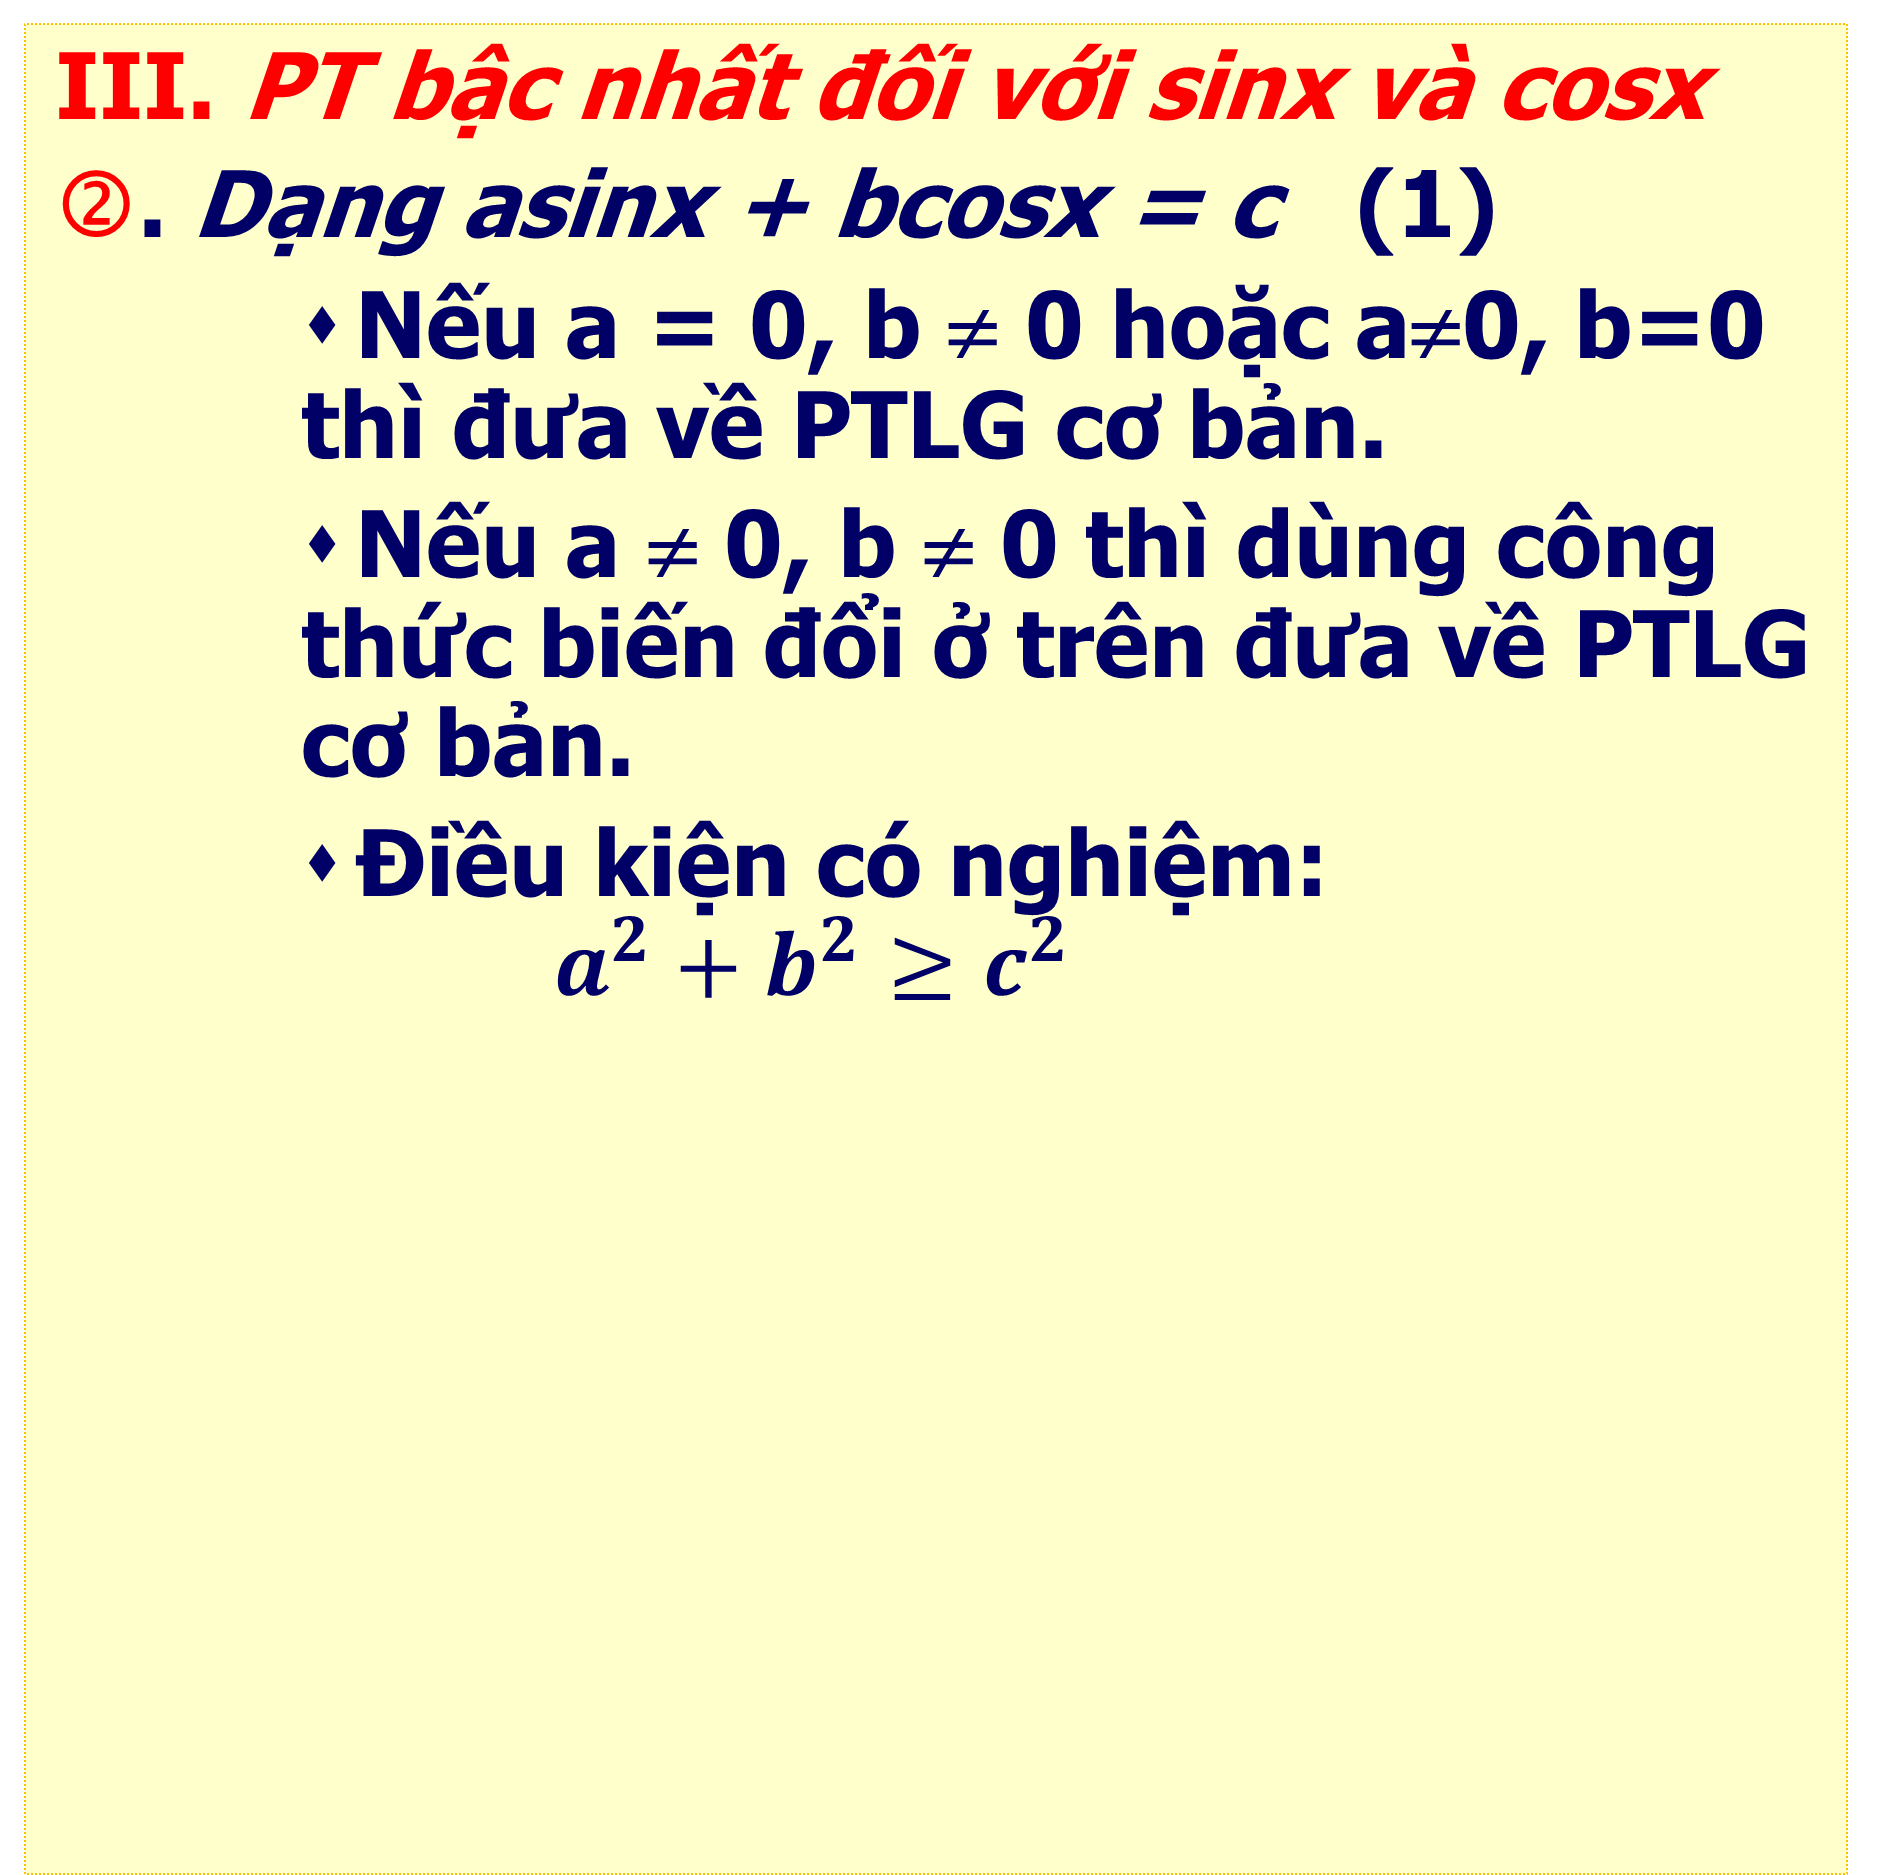 III. PT bậc nhất đối với sinx và cosx
②. Dạng asinx + bcosx = c (1)
♦ Nếu a = 0, b ≠ 0 hoặc a≠0, b=0
thì đưa về PTLG cơ bản.
♦ Nếu a ≠ 0, b ≠ 0 thì dùng công
thức biến đổi ở trên đưa về PTLG
cơ bản.
♦ Điều kiện có nghiệm:
a² + b² ≥ c²